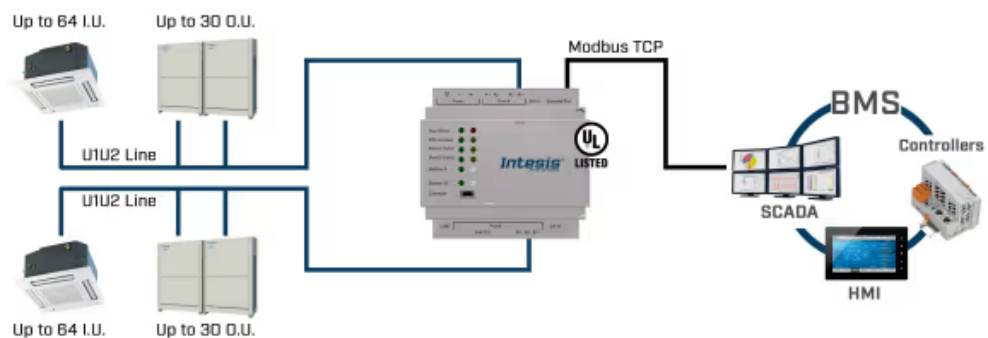 Up to 64 I.U.
Up to 30 O.U.
Modbus TCP
U1U2 Line
U1U2 Line
Intesis
UL
LISTED
BMS
Controllers
SCADA
HMI
Up to 64 I.U.
Up to 30 O.U.